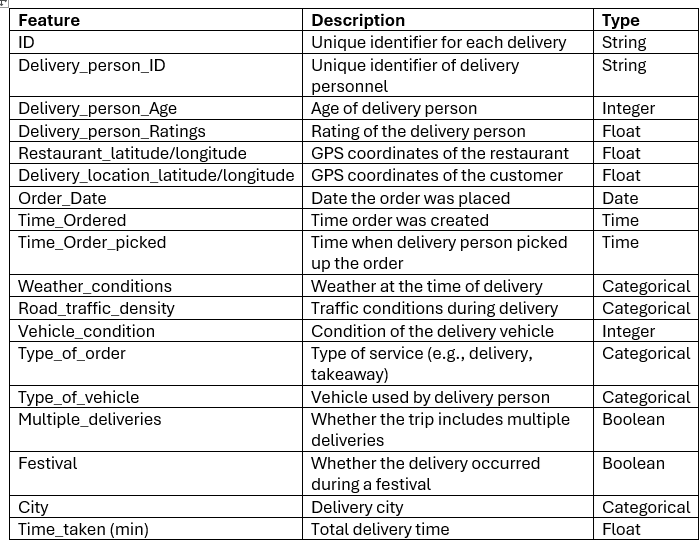 Feature Description Type
ID Unique identifier for each delivery String
Delivery_person_ID Unique identifier of delivery String
personnel
Delivery_person_Age Age of delivery person Integer
Delivery_person_Ratings Rating of the delivery person Float
Restaurant_latitude/longitude GPS coordinates of the restaurant Float
Delivery_location_latitude/longitude GPS coordinates of the customer Float
Order_Date Date the order was placed Date
Time_Ordered Time order was created Time
Time_Order_picked Time when delivery person picked Time
up the order
Weather_conditions Weather at the time of delivery Categorical
Road_traffic_density Traffic conditions during delivery Categorical
Vehicle_condition Condition of the delivery vehicle Integer
Type_of_order Type of service (e.g., delivery, Categorical
takeaway)
Type_of_vehicle Vehicle used by delivery person Categorical
Multiple_deliveries Whether the trip includes multiple Boolean
deliveries
Festival Whether the delivery occurred Boolean
during a festival
City Delivery city Categorical
Time_taken (min) Total delivery time Float